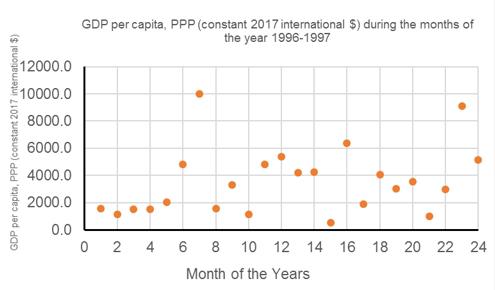 GDP per capita, PPP (constant 2017 international $) during the months of
the year 1996-1997
GDP per capita, PPP (constant 2017 international $)
12000.0
10000.0
8000.0
6000.0
4000.0
2000.0
0.0
0 2 4 6 8 10 12 14 16 18 20 22 24
Month of the Years